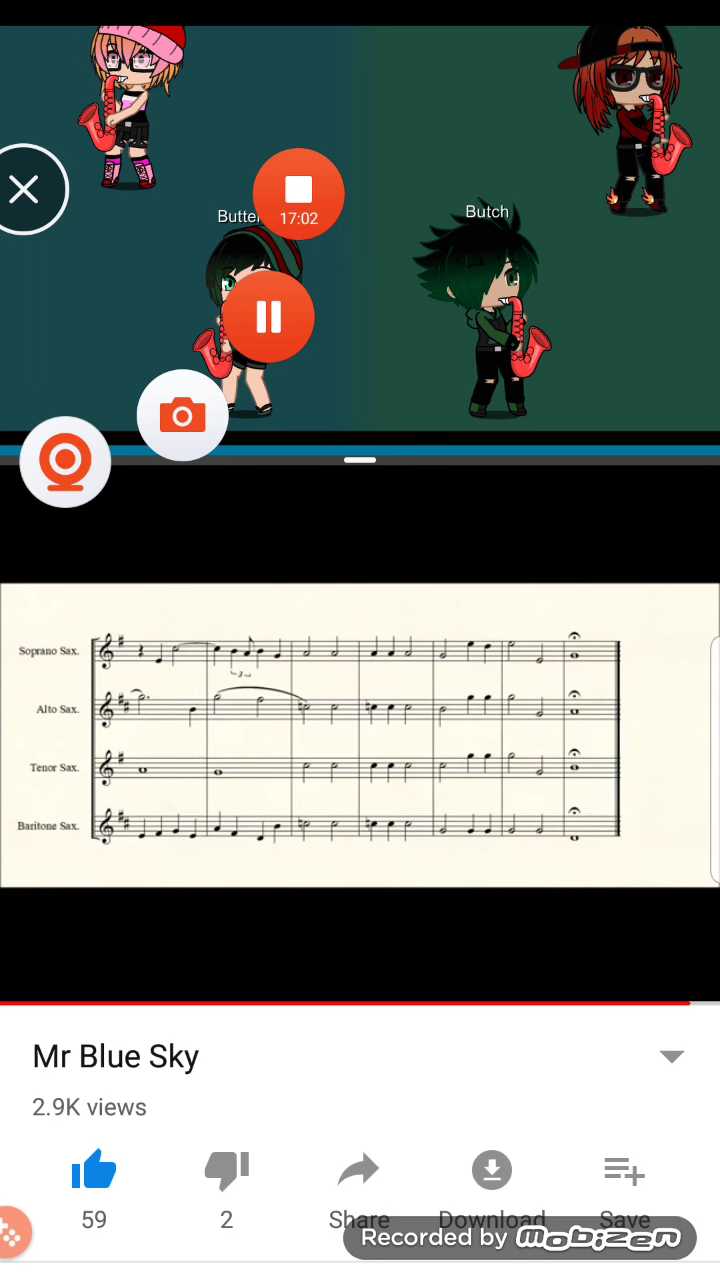 17:02
Butter
Butch
Soprano Sax.
3
Alto Sax.
Tenor Sax.
Baritone Sax.
Mr Blue Sky
2.9K views
59
2
Share
Download
Save
Recorded by mobizen